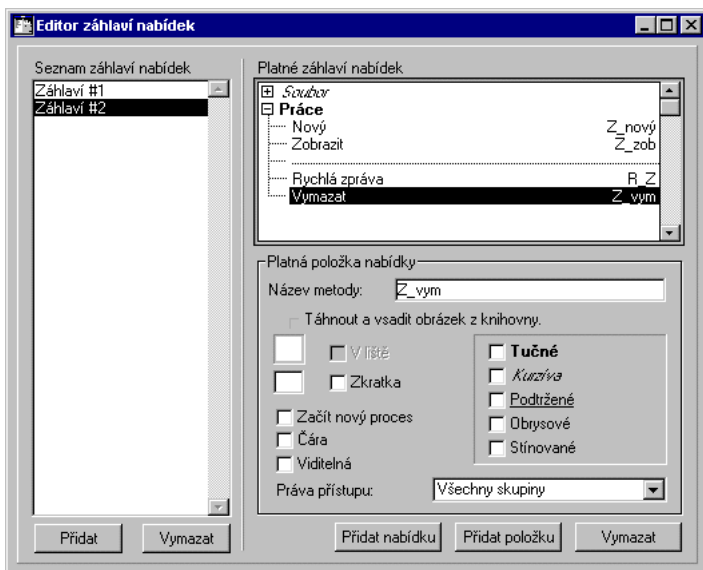 Editor záhlaví nabídek
Seznam záhlaví nabídek
Záhlaví #1
Záhlaví #2
Přidat
Vymazat
Platné záhlaví nabídek
Soubor
Práce
Nový Z_nový
Zobrazit Z_zob
Rychlá zpráva R_Z
Vymazat Z_vym
Platná položka nabídky
Název metody: Z_vym
Táhnout a vsadit obrázek z knihovny.
V liště
Zkratka
Začít nový proces
Čára
Viditelná
Tučné
Kurzíva
Podtržené
Obrysové
Stínované
Práva přístupu: Všechny skupiny
Přidat nabídku
Přidat položku
Vymazat